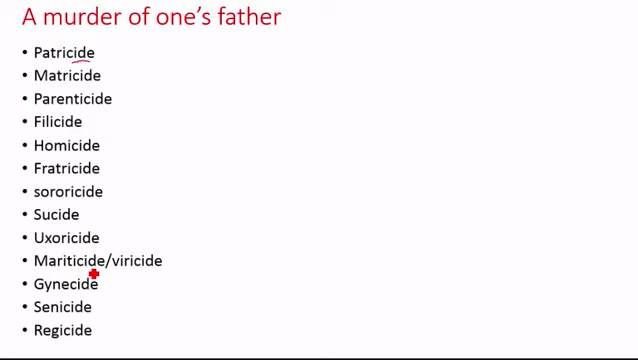 A murder of one's father
• Patricide
• Matricide
• Parenticide
• Filicide
• Homicide
• Fratricide
• sororicide
• Sucide
• Uxoricide
• Mariticide/viricide
• Gynecide
• Senicide
• Regicide